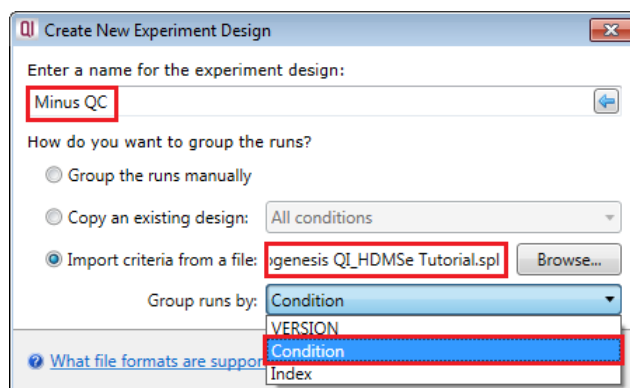 QI Create New Experiment Design
Enter a name for the experiment design:
Minus QC
How do you want to group the runs?
Group the runs manually
Copy an existing design: All conditions
Import criteria from a file: ogenesis QI_HDMSe Tutorial.spl Browse...
Group runs by: Condition
VERSION
Condition
? What file formats are suppor
Index